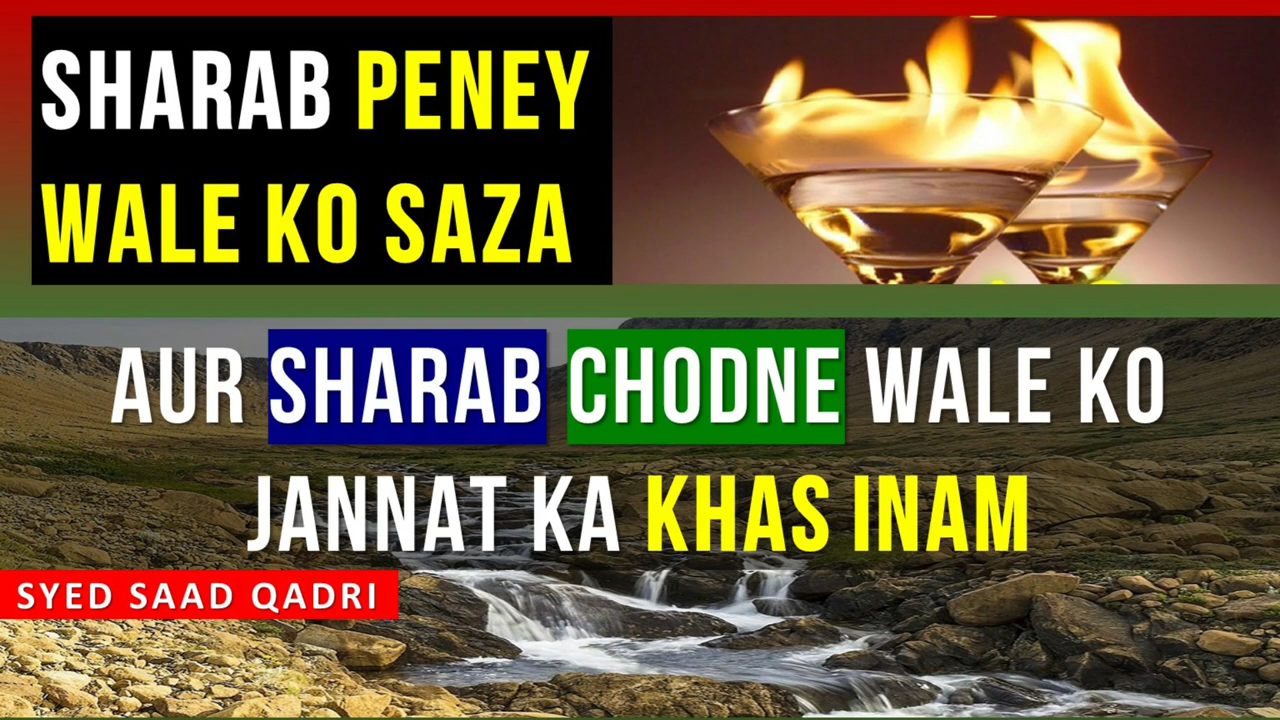 SHARAB PENEY
WALE KO SAZA
AUR SHARAB CHODNE WALE KO
JANNAT KA KHAS INAM
SYED SAAD QADRI